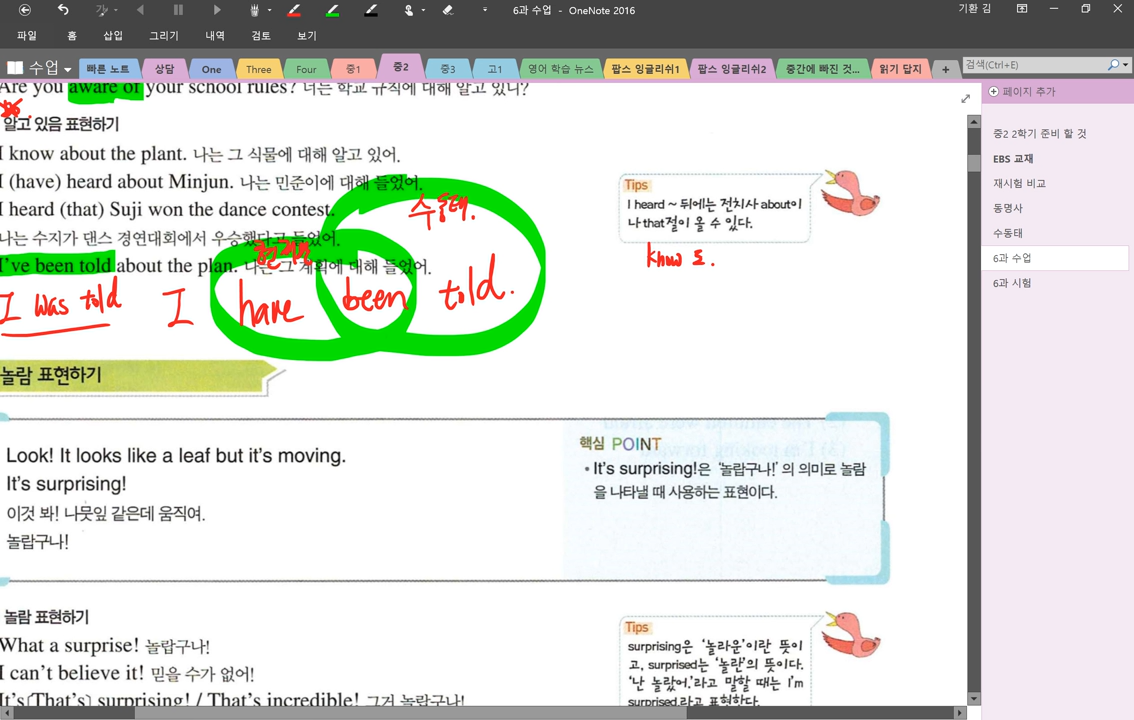 6과 수업 - OneNote 2016
기환 김
파일 홈 삽입 그리기 내역 검토 보기
수업 빠른 노트 상담 One Three Four 중1 중2 중3 고1 영어 학습 뉴스 팝스 잉글리쉬1 팝스 잉글리쉬2 중간에 빠진 것... 읽기 답지 + 검색(Ctrl+E)
페이지 추가
중2 2학기 준비 할 것
EBS 교재
재시험 비교
동명사
수동태
6과 수업
6과 시험
Are you aware of your school rules? 너는 학교 규칙에 대해 알고 있니?
알고 있음 표현하기
I know about the plant. 나는 그 식물에 대해 알고 있어.
I (have) heard about Minjun. 나는 민준이에 대해 들었어.
I heard (that) Suji won the dance contest.
나는 수지가 댄스 경연대회에서 우승했다고 들었어.
I've been told about the plan. 나는 그 계획에 대해 들었어.
수동태.
현재완
I was told I have been told.
Tips
I heard ~ 뒤에는 전치사 about이
나 that절이 올 수 있다.
know 도.
놀람 표현하기
Look! It looks like a leaf but it's moving.
It's surprising!
이것 봐! 나뭇잎 같은데 움직여.
놀랍구나!
핵심 POINT
• It's surprising!은 '놀랍구나!'의 의미로 놀람
을 나타낼 때 사용하는 표현이다.
놀람 표현하기
What a surprise! 놀랍구나!
I can't believe it! 믿을 수가 없어!
It's[That's] surprising! / That's incredible! 그거 놀랍구나!
Tips
surprising은 '놀라운'이란 뜻이
고, surprised는 '놀란'의 뜻이다.
'난 놀랐어.'라고 말할 때는 I'm
surprised.라고 표현한다.